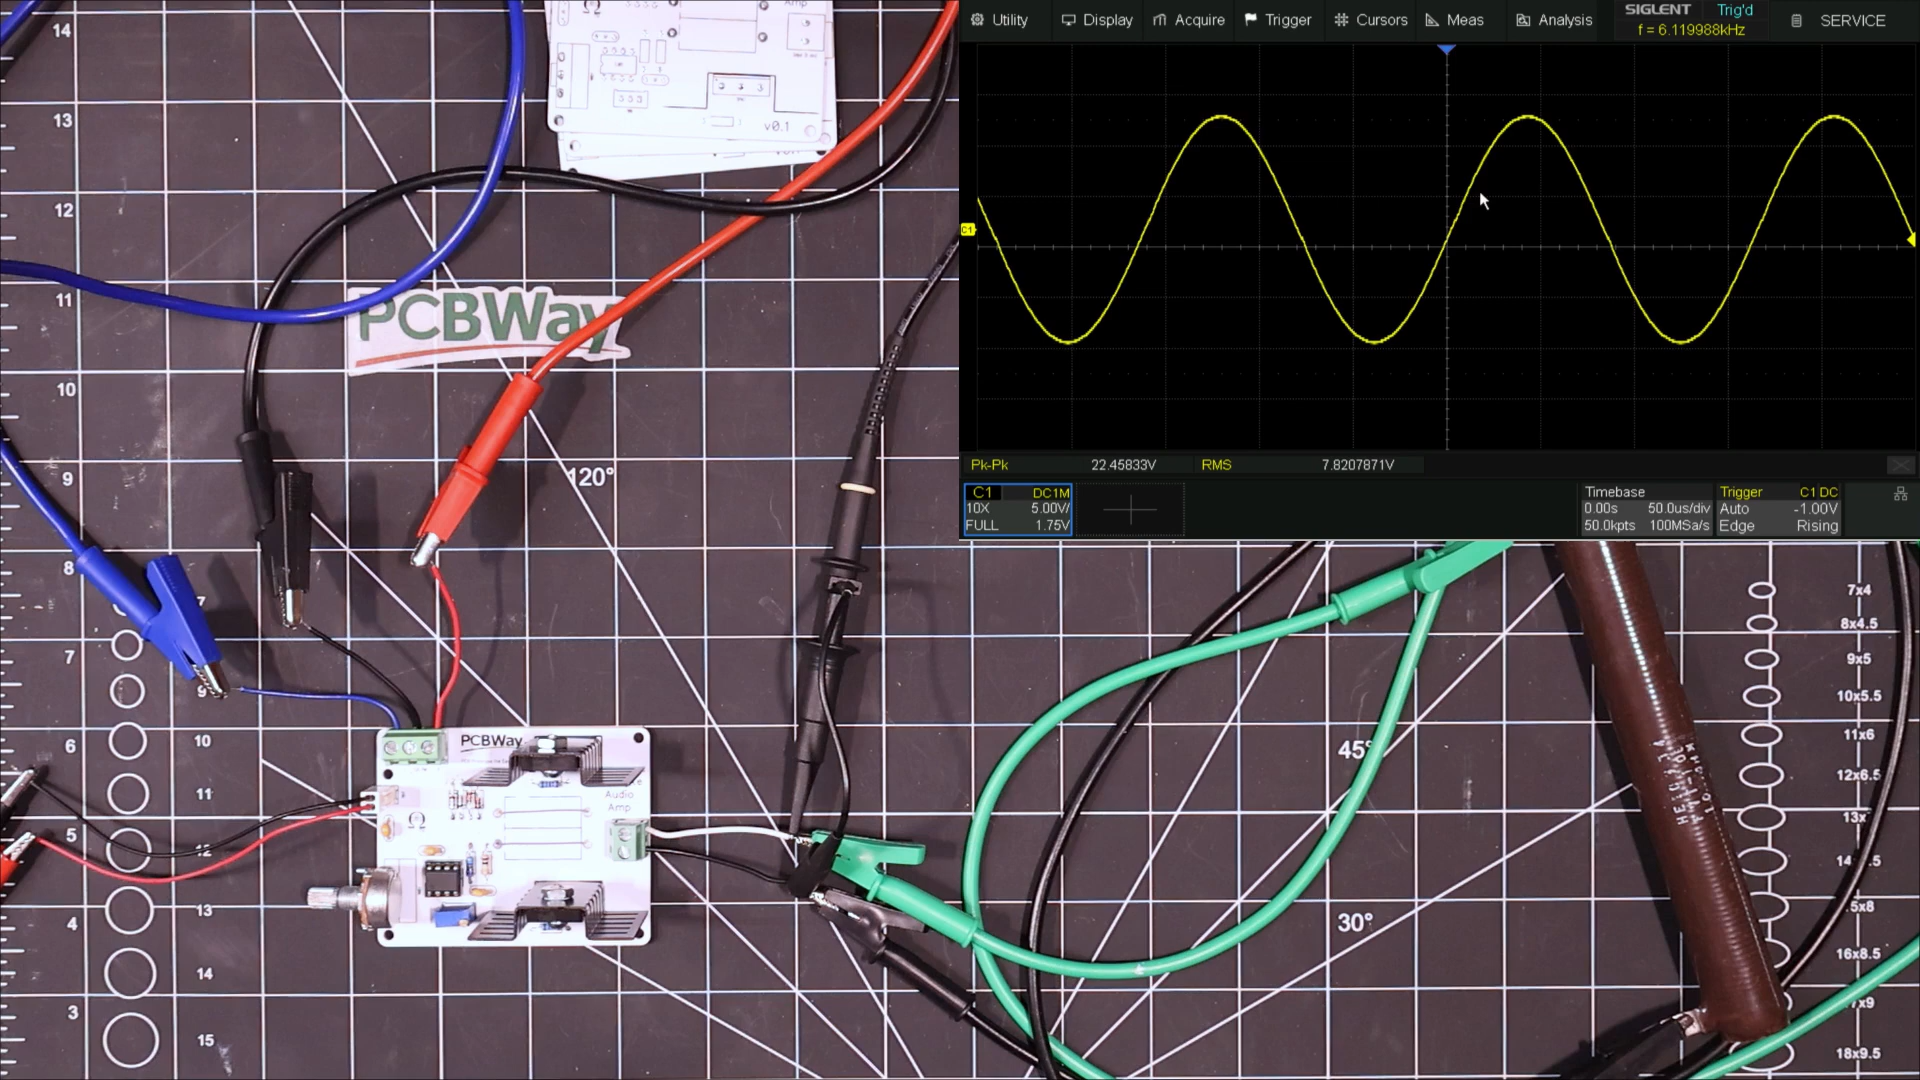 Utility
Display
Acquire
Trigger
Cursors
Meas
Analysis
SIGLENT
Trig'd
f = 6.119988kHz
SERVICE
C1
Pk-Pk 22.45833V RMS 7.8207871V
C1 DC1M
10X 5.00V/
FULL 1.75V
Timebase
0.00s 50.0us/div
50.0kpts 100MSa/s
Trigger C1 DC
Auto -1.00V
Edge Rising
v0.1
PCBWay
PCBWay
Audio
Amp
14
13
12
11
10
9
8
7
6
5
4
3
10
11
12
13
14
15
120°
45°
30°
7x4
8x4.5
9x5
10x5.5
11x6
12x6.5
16x8.5
18x9.5